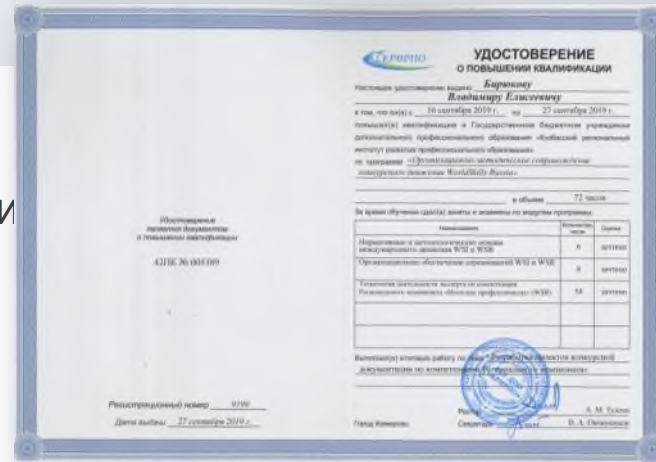 и
Удостоверение
является документом
о повышении квалификации
42ПК №
Регистрационный номер 9199
Дата выдачи 27 сентября 2019 г.
КРИРПО
УДОСТОВЕРЕНИЕ
О ПОВЫШЕНИИ КВАЛИФИКАЦИИ
Настоящее удостоверение выдано Бирюкову
Владимиру Елисеевичу
в том, что он(а) с 16 сентября 2019 г. по 27 сентября 2019 г.
повышал(а) квалификацию в Государственном бюджетном учреждении
дополнительного профессионального образования «Кузбасский региональный
институт развития профессионального образования»
по программе «Организационно-методическое сопровождение
конкурсного движения WorldSkills Russia»
в объеме 72 часов
За время обучения сдал(а) зачеты и экзамены по модулям программы:
Наименование Количество часов Оценка
Нормативные и методологические основы
международного движения WSI и WSR 6 зачтено
Организационное обеспечение соревнований WSI и WSR 8 зачтено
Технология деятельности эксперта по компетенции
Регионального чемпионата «Молодые профессионалы» (WSR) 58 зачтено
Выполнил(а) итоговую работу по теме «Разработка проектов конкурсной
документации по компетенции Регионального чемпионата»
Ректор А. М. Тулеев
Город Кемерово Секретарь В. А.